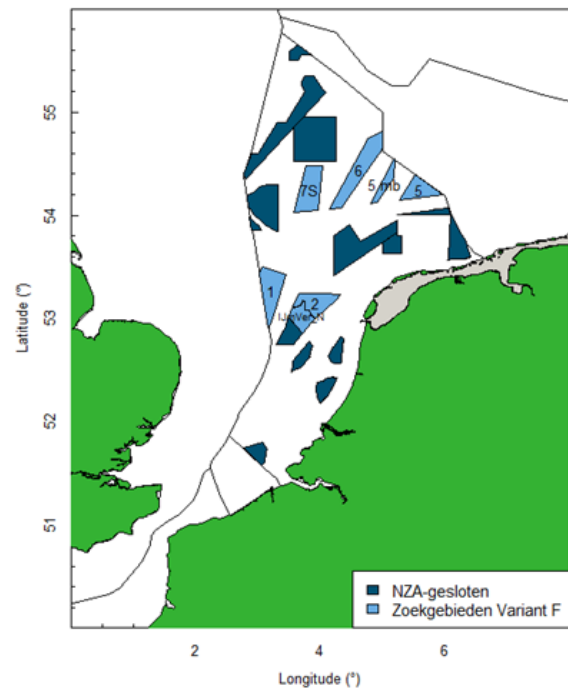 55
54
53
52
51
Latitude (°)
6
7S
5 mb
5
1
2
IJmVer_N
NZA-gesloten
Zoekgebieden Variant F
2
4
6
Longitude (°)